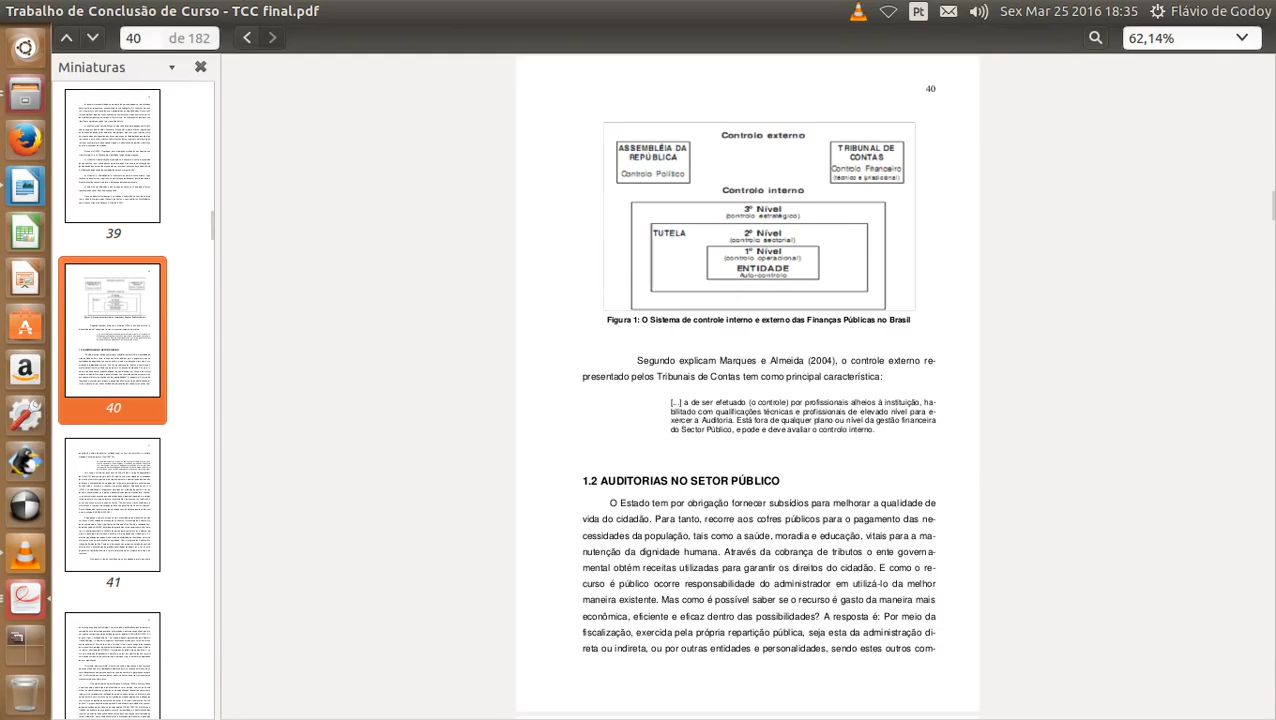 Trabalho de Conclusão de Curso - TCC final.pdf
Pt
Sex Mar 25 2016 18:35
Flávio de Godoy
40
de 182
62,14%
Miniaturas
39
40
41
40
Controlo externo
ASSEMBLÉIA DA
REPÚBLICA
Controlo Político
TRIBUNAL DE
CONTAS
Controlo Financeiro
(técnico e jurisdicional)
Controlo interno
3º Nível
(controlo estratégico)
TUTELA
2º Nível
(controlo sectorial)
1º Nível
(controlo operacional)
ENTIDADE
Auto-controlo
Figura 1: O Sistema de controle interno e externo das Finanças Públicas no Brasil
Segundo explicam Marques e Almeida (2004), o controle externo re-
presentado pelos Tribunais de Contas tem como principal característica:
[...] a de ser efetuado (o controle) por profissionais alheios à instituição, ha-
bilitado com qualificações técnicas e profissionais de elevado nível para e-
xercer a Auditoria. Está fora de qualquer plano ou nível da gestão financeira
do Sector Público, e pode e deve avaliar o controlo interno.
1.2 AUDITORIAS NO SETOR PÚBLICO
O Estado tem por obrigação fornecer subsídios para melhorar a qualidade de
vida do cidadão. Para tanto, recorre aos cofres públicos para o pagamento das ne-
cessidades da população, tais como a saúde, moradia e educação, vitais para a ma-
nutenção da dignidade humana. Através da cobrança de tributos o ente governa-
mental obtém receitas utilizadas para garantir os direitos do cidadão. E como o re-
curso é público ocorre responsabilidade do administrador em utilizá-lo da melhor
maneira existente. Mas como é possível saber se o recurso é gasto da maneira mais
econômica, eficiente e eficaz dentro das possibilidades? A resposta é: Por meio da
fiscalização, exercida pela própria repartição pública, seja esta da administração di-
reta ou indireta, ou por outras entidades e personalidades, sendo estes outros com-